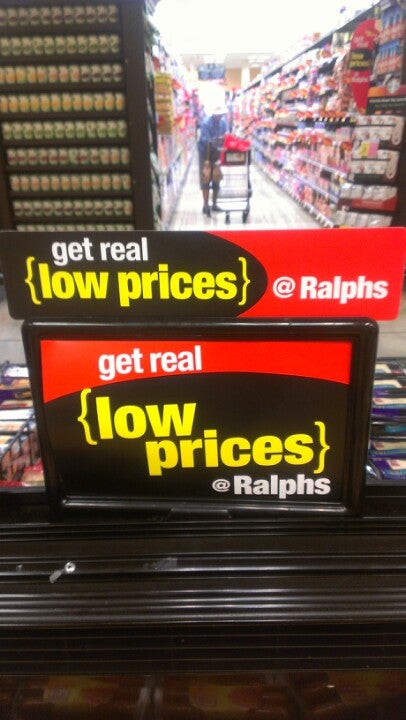 get real
{low prices} @ Ralphs
get real
{low
prices}
@ Ralphs